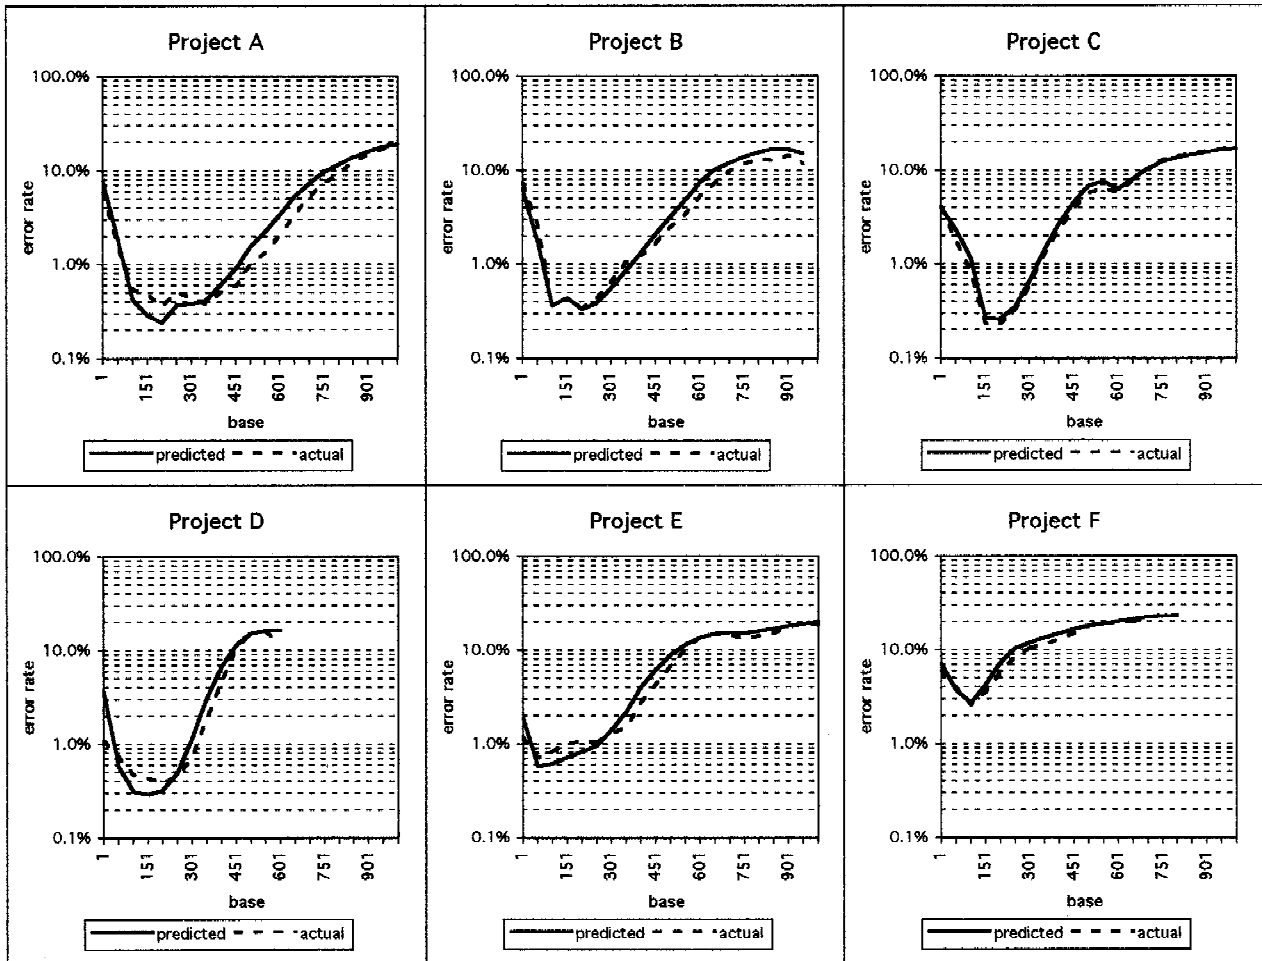 Project A
100.0%
10.0%
1.0%
0.1%
error rate
1
151
301
451
601
751
901
base
predicted
actual
Project B
100.0%
10.0%
1.0%
0.1%
error rate
1
151
301
451
601
751
901
base
predicted
actual
Project C
100.0%
10.0%
1.0%
0.1%
error rate
1
151
301
451
601
751
901
base
predicted
actual
Project D
100.0%
10.0%
1.0%
0.1%
error rate
1
151
301
451
601
751
901
base
predicted
actual
Project E
100.0%
10.0%
1.0%
0.1%
error rate
1
151
301
451
601
751
901
base
predicted
actual
Project F
100.0%
10.0%
1.0%
0.1%
error rate
1
151
301
451
601
751
901
base
predicted
actual